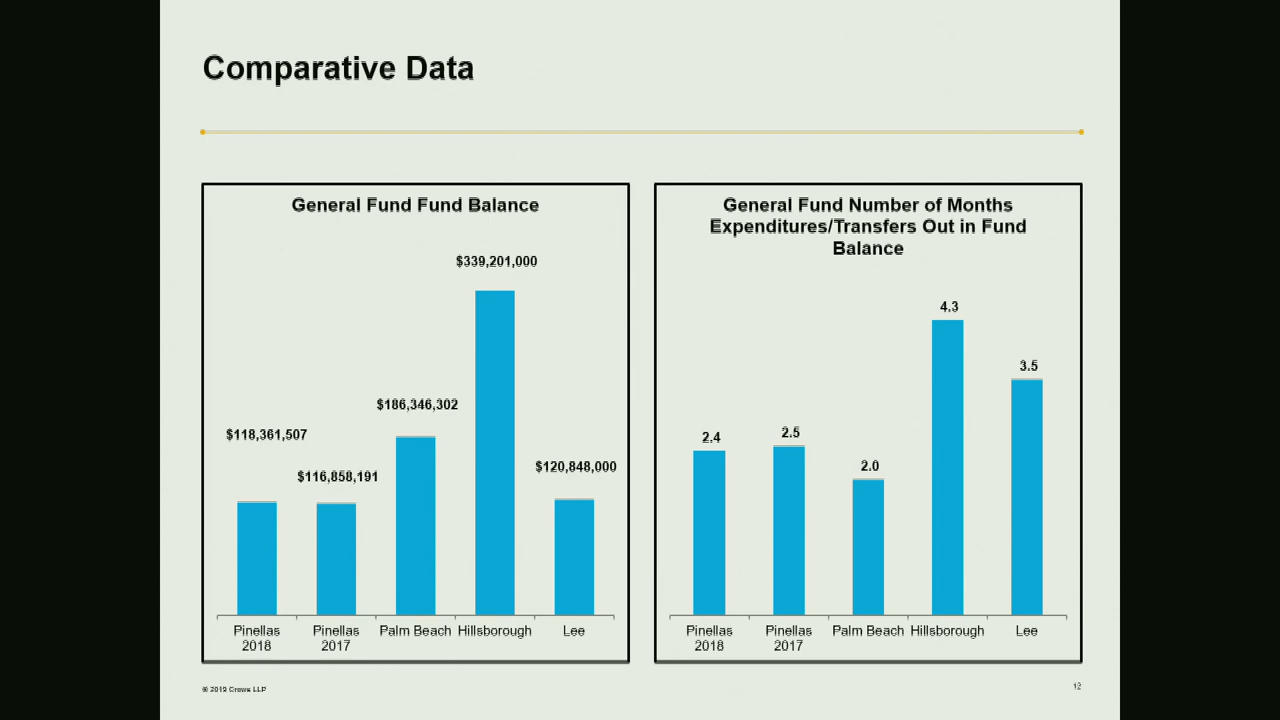 Comparative Data
General Fund Fund Balance
$339,201,000
$186,346,302
$118,361,507
$120,848,000
$116,858,191
Pinellas 2018
Pinellas 2017
Palm Beach
Hillsborough
Lee
General Fund Number of Months
Expenditures/Transfers Out in Fund
Balance
4.3
3.5
2.4
2.5
2.0
Pinellas 2018
Pinellas 2017
Palm Beach
Hillsborough
Lee
© 2019 Crowe LLP
12